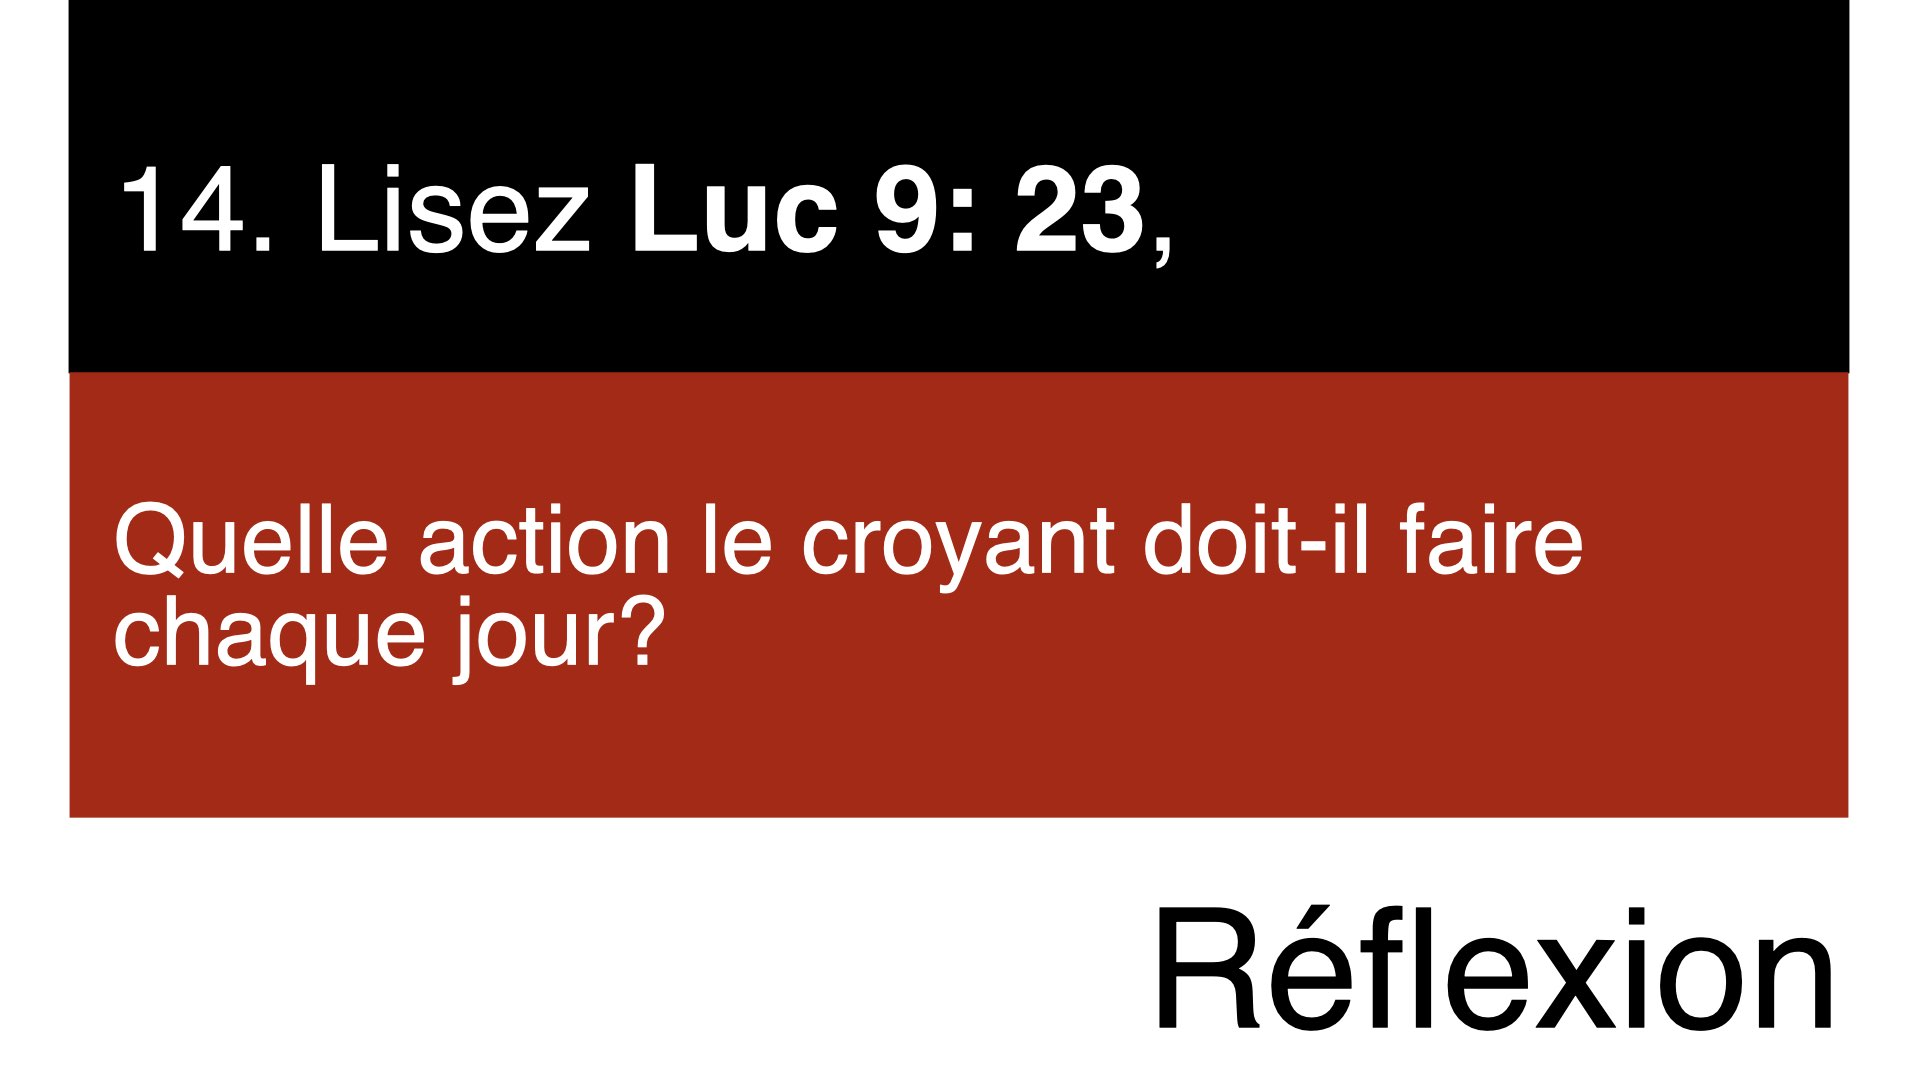 14. Lisez Luc 9: 23,
Quelle action le croyant doit-il faire
chaque jour?
Réflexion